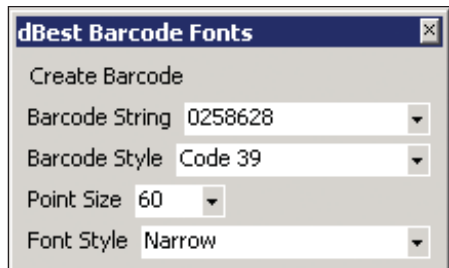 dBest Barcode Fonts
Create Barcode
Barcode String 0258628
Barcode Style Code 39
Point Size 60
Font Style Narrow